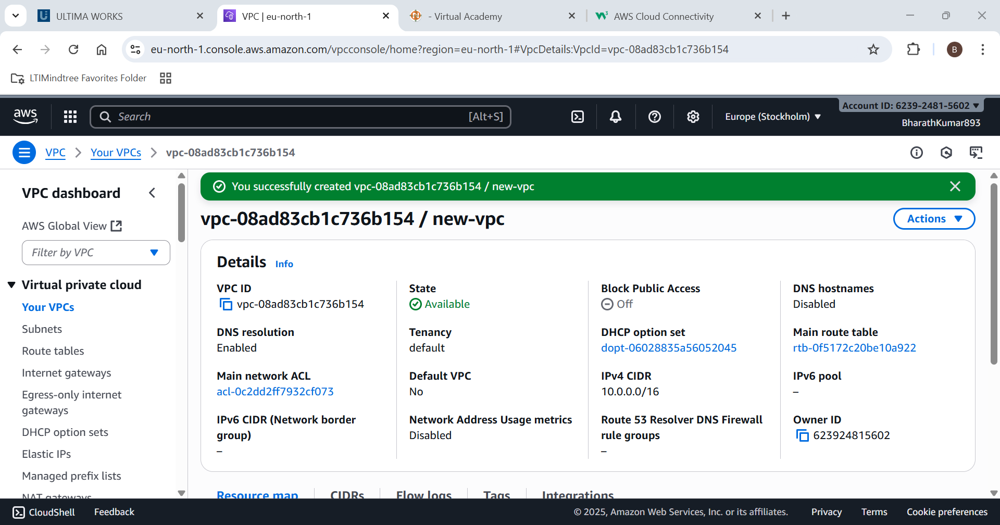 ULTIMA WORKS
VPC | eu-north-1
- Virtual Academy
AWS Cloud Connectivity
eu-north-1.console.aws.amazon.com/vpcconsole/home?region=eu-north-1#VpcDetails:VpcId=vpc-08ad83cb1c736b154
B
LTIMindtree Favorites Folder
aws
Search
[Alt+S]
Europe (Stockholm)
Account ID: 6239-2481-5602
BharathKumar893
VPC
Your VPCs
vpc-08ad83cb1c736b154
VPC dashboard
AWS Global View
Filter by VPC
Virtual private cloud
Your VPCs
Subnets
Route tables
Internet gateways
Egress-only internet
gateways
DHCP option sets
Elastic IPs
Managed prefix lists
NAT gateways
You successfully created vpc-08ad83cb1c736b154 / new-vpc
vpc-08ad83cb1c736b154 / new-vpc
Actions
Details Info
VPC ID
vpc-08ad83cb1c736b154
State
Available
Block Public Access
Off
DNS hostnames
Disabled
DNS resolution
Enabled
Tenancy
default
DHCP option set
dopt-06028835a56052045
Main route table
rtb-0f5172c20be10a922
Main network ACL
acl-0c2dd2ff7932cf073
Default VPC
No
IPv4 CIDR
10.0.0.0/16
IPv6 pool
–
IPv6 CIDR (Network border
group)
–
Network Address Usage metrics
Disabled
Route 53 Resolver DNS Firewall
rule groups
–
Owner ID
623924815602
Resource map
CIDRs
Flow logs
Tags
Integrations
CloudShell
Feedback
© 2025, Amazon Web Services, Inc. or its affiliates.
Privacy
Terms
Cookie preferences